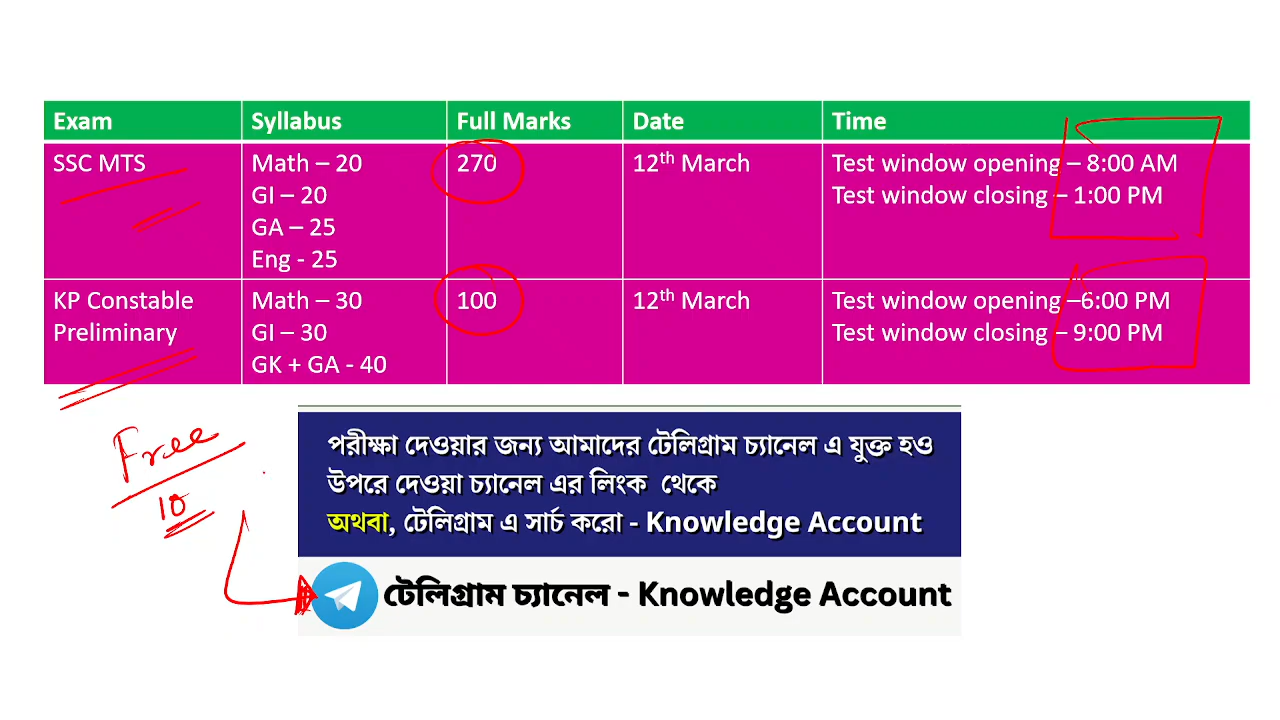 Exam Syllabus Full Marks Date Time
SSC MTS Math – 20 270 12th March Test window opening – 8:00 AM
GI – 20 Test window closing – 1:00 PM
GA – 25
Eng - 25
KP Constable Math – 30 100 12th March Test window opening –6:00 PM
Preliminary GI – 30 Test window closing – 9:00 PM
GK + GA - 40
Free
10
পরীক্ষা দেওয়ার জন্য আমাদের টেলিগ্রাম চ্যানেল এ যুক্ত হও
উপরে দেওয়া চ্যানেল এর লিংক থেকে
অথবা, টেলিগ্রাম এ সার্চ করো - Knowledge Account
টেলিগ্রাম চ্যানেল - Knowledge Account